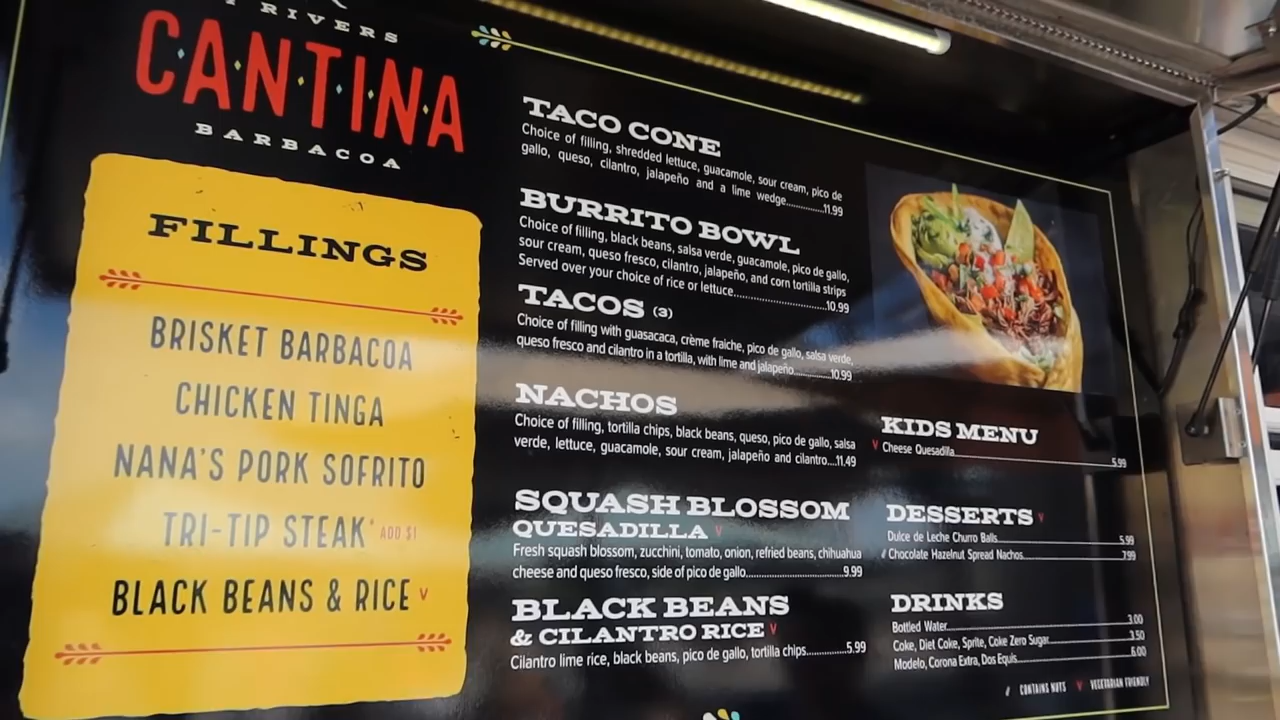 RIVERS
CANTINA
BARBACOA
FILLINGS
BRISKET BARBACOA
CHICKEN TINGA
NANA'S PORK SOFRITO
TRI-TIP STEAK* ADD $1
BLACK BEANS & RICE V
TACO CONE
Choice of filling, shredded lettuce, guacamole, sour cream, pico de
gallo, queso, cilantro, jalapeño and a lime wedge.............11.99
BURRITO BOWL
Choice of filling, black beans, salsa verde, guacamole, pico de gallo,
sour cream, queso fresco, cilantro, jalapeño, and corn tortilla strips
Served over your choice of rice or lettuce...............................10.99
TACOS (3)
Choice of filling with guasacaca, crème fraiche, pico de gallo, salsa verde,
queso fresco and cilantro in a tortilla, with lime and jalapeño.............10.99
NACHOS
Choice of filling, tortilla chips, black beans, queso, pico de gallo, salsa
verde, lettuce, guacamole, sour cream, jalapeño and cilantro....11.49
SQUASH BLOSSOM
QUESADILLA V
Fresh squash blossom, zucchini, tomato, onion, refried beans, chihuahua
cheese and queso fresco, side of pico de gallo..............................9.99
BLACK BEANS
& CILANTRO RICE V
Cilantro lime rice, black beans, pico de gallo, tortilla chips.............5.99
KIDS MENU
V Cheese Quesadilla..................................................5.99
DESSERTS V
Dulce de Leche Churro Balls........................................5.99
Chocolate Hazelnut Spread Nachos................................7.99
DRINKS
Bottled Water..........................................................3.00
Coke, Diet Coke, Sprite, Coke Zero Sugar........................3.50
Modelo, Corona Extra, Dos Equis....................................6.00
CONTAINS NUTS V VEGETARIAN FRIENDLY